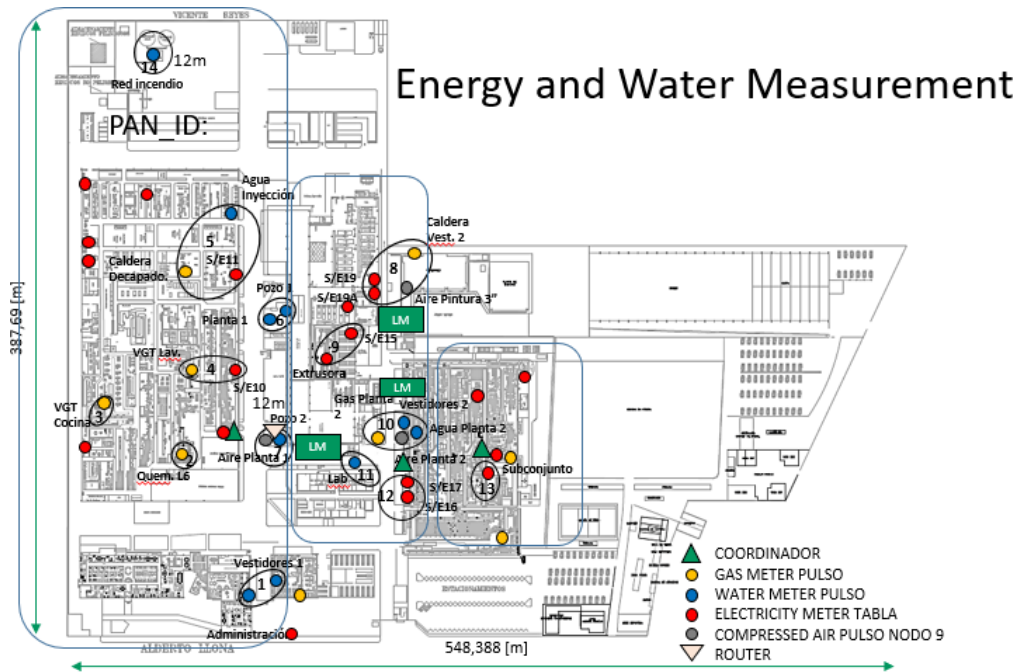 VICENTE REYES
14
12m
Red incendio
Energy and Water Measurement
PAN_ID:
Agua
Inyección
5
S/E11
Caldera
Decapado.
Caldera
Vest. 2
8
S/E19
S/E19A
Aire Pintura 3"
Pozo 1
6
Planta 1
LM
S/E15
9
Extrusora
VGT Lav.
4
S/E10
LM
Gas Planta
2
Vestidores 2
12m
Pozo 2
VGT
Cocina
3
10
Agua Planta 2
LM
Aire Planta 1
Aire Planta 2
2
Quem. L6
Lab
11
Subconjunto
13
S/E17
12
S/E16
387,69 [m]
Vestidores 1
1
ESTACIONAMIENTOS
Administración
ALBERTO LLONA
548,388 [m]
COORDINADOR
GAS METER PULSO
WATER METER PULSO
ELECTRICITY METER TABLA
COMPRESSED AIR PULSO NODO 9
ROUTER